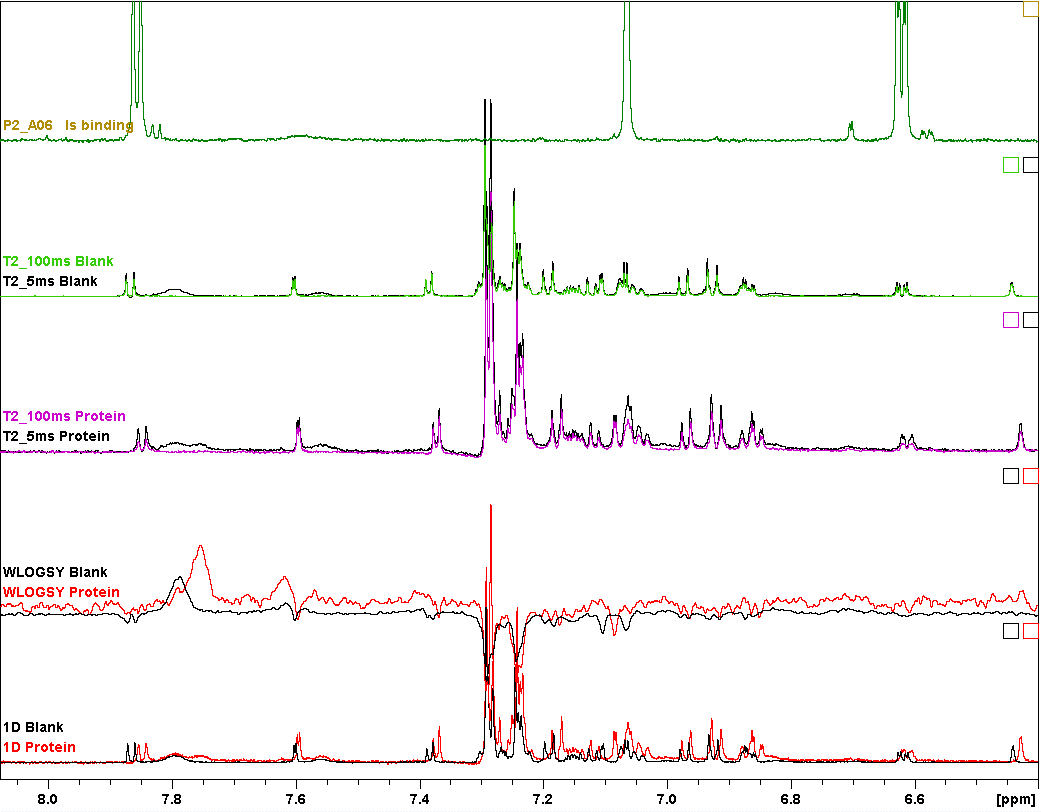 P2_A06 Is binding
T2_100ms Blank
T2_5ms Blank
T2_100ms Protein
T2_5ms Protein
WLOGSY Blank
WLOGSY Protein
1D Blank
1D Protein
8.0 7.8 7.6 7.4 7.2 7.0 6.8 6.6 [ppm]